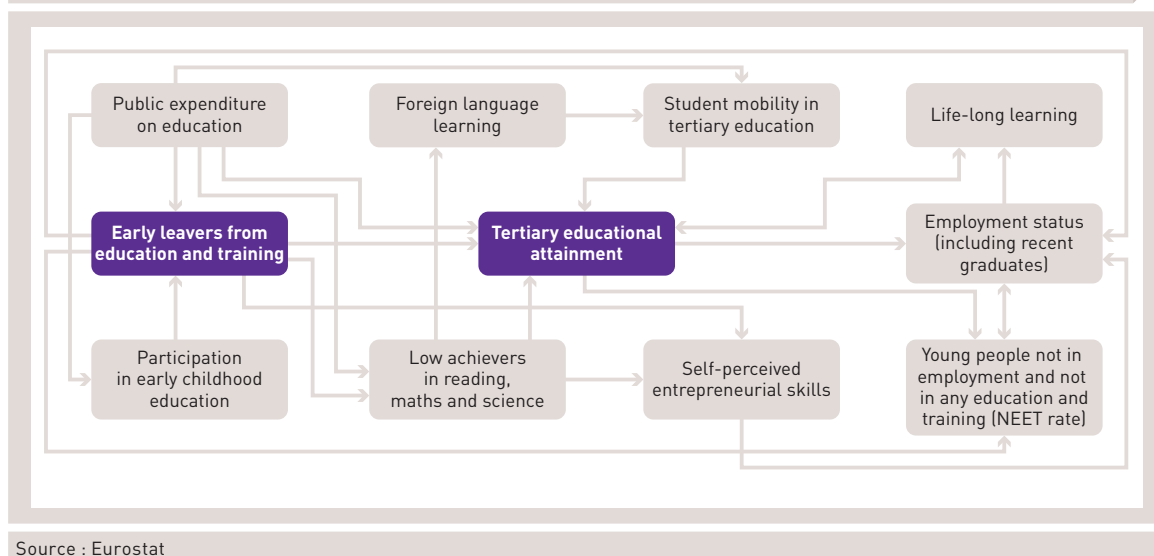 Public expenditure
on education
Foreign language
learning
Student mobility in
tertiary education
Life-long learning
Early leavers from
education and training
Tertiary educational
attainment
Employment status
(including recent
graduates)
Participation
in early childhood
education
Low achievers
in reading,
maths and science
Self-perceived
entrepreneurial skills
Young people not in
employment and not
in any education and
training (NEET rate)
Source : Eurostat